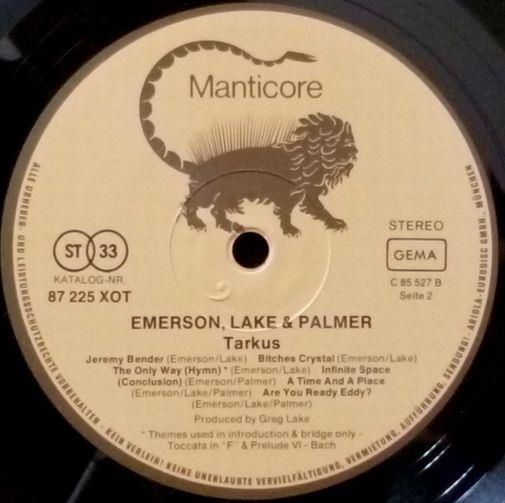 Manticore
ST 33
KATALOG-NR.
87 225 XOT
STEREO
GEMA
C 85 527 B
Seite 2
EMERSON, LAKE & PALMER
Tarkus
Jeremy Bender (Emerson/Lake) Bitches Crystal (Emerson/Lake)
The Only Way (Hymn) * (Emerson/Lake) Infinite Space
(Conclusion) (Emerson/Palmer) A Time And A Place
(Emerson/Lake/Palmer) Are You Ready Eddy?
(Emerson/Lake/Palmer)
Produced by Greg Lake
* Themes used in introduction & bridge only -
Toccata in "F" & Prelude VI - Bach
ALLE URHEBER- UND LEISTUNGSSCHUTZRECHTE VORBEHALTEN - KEIN VERLEIH! KEINE UNERLAUBTE VERVIELFÄLTIGUNG, VERMIETUNG, AUFFÜHRUNG, SENDUNG! · ARIOLA-EURODISC GMBH, MÜNCHEN